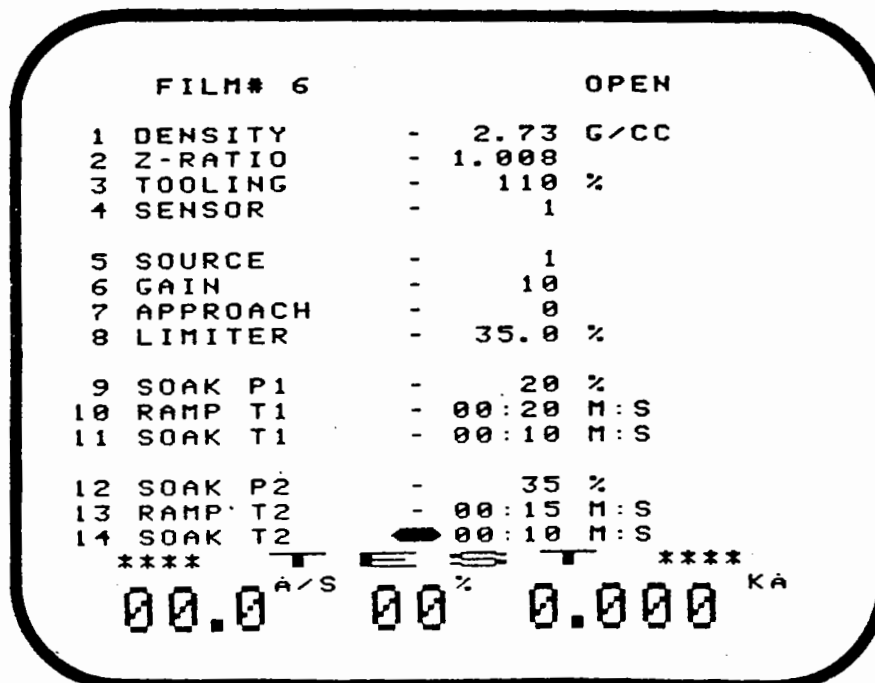 FILM# 6 OPEN
1 DENSITY - 2.73 G/CC
2 Z-RATIO - 1.008
3 TOOLING - 110 %
4 SENSOR - 1
5 SOURCE - 1
6 GAIN - 10
7 APPROACH - 0
8 LIMITER - 35.0 %
9 SOAK P1 - 20 %
10 RAMP T1 - 00:20 M:S
11 SOAK T1 - 00:10 M:S
12 SOAK P2 - 35 %
13 RAMP T2 - 00:15 M:S
14 SOAK T2 00:10 M:S
**** T E S T ****
00.0 Å/S 00 % 0.000 KÅ